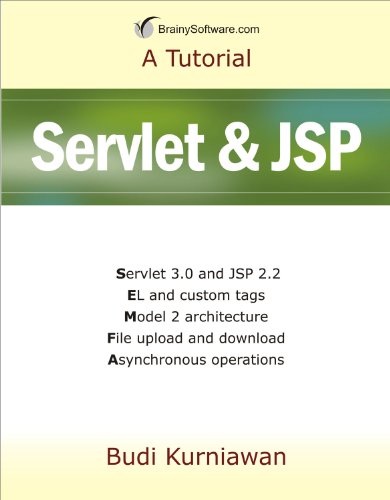 BrainySoftware.com
A Tutorial
Servlet & JSP
Servlet 3.0 and JSP 2.2
EL and custom tags
Model 2 architecture
File upload and download
Asynchronous operations
Budi Kurniawan